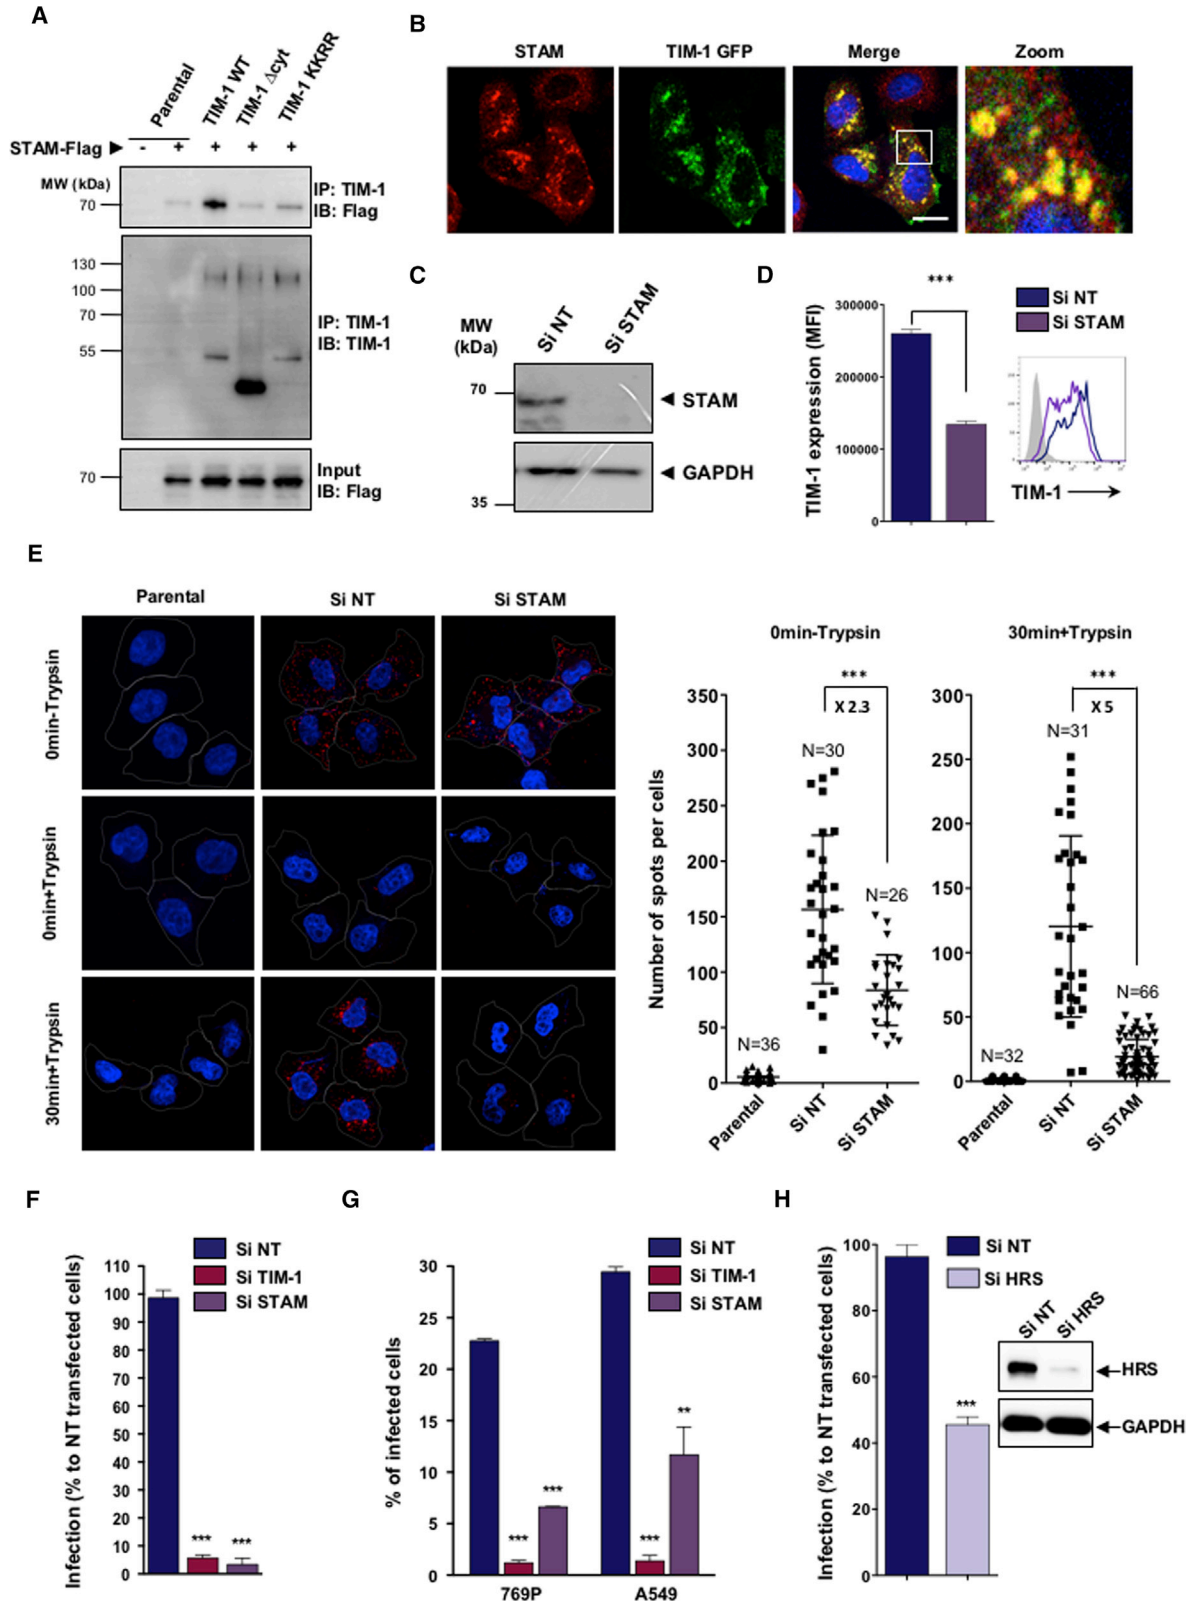 A
Parental
TIM-1 WT
TIM-1 Δcyt
TIM-1 KKRR
STAM-Flag ► - + + + +
MW (kDa)
70
IP: TIM-1
IB: Flag
130
100
70
55
IP: TIM-1
IB: TIM-1
70
Input
IB: Flag
B
STAM TIM-1 GFP Merge Zoom
C
MW
(kDa)
Si NT
Si STAM
70
◄ STAM
◄ GAPDH
35
D
TIM-1 expression (MFI)
300000
200000
100000
0
***
Si NT
Si STAM
TIM-1
E
Parental Si NT Si STAM
0min-Trypsin
0min+Trypsin
30min+Trypsin
0min-Trypsin
Number of spots per cells
350
300
250
200
150
100
50
0
***
X 2.3
N=36
N=30
N=26
Parental
Si NT
Si STAM
30min+Trypsin
300
250
200
150
100
50
0
***
X 5
N=32
N=31
N=66
Parental
Si NT
Si STAM
F
Infection (% to NT transfected cells)
110
100
90
80
70
60
50
40
30
20
10
0
Si NT
Si TIM-1
Si STAM
***
***
G
% of infected cells
30
25
20
15
10
5
0
Si NT
Si TIM-1
Si STAM
***
***
***
**
769P A549
H
Infection (% to NT transfected cells)
100
80
60
40
20
0
Si NT
Si HRS
***
Si NT
Si HRS
HRS
GAPDH